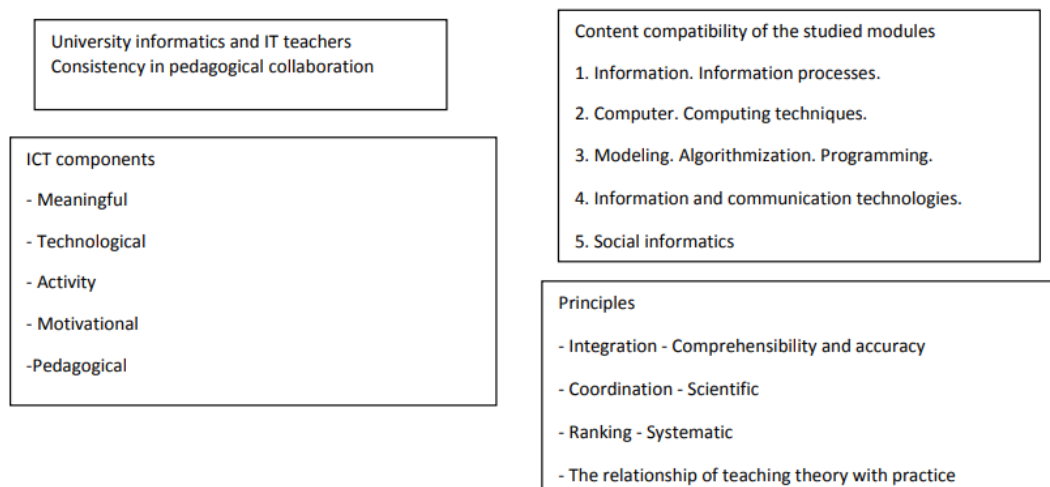 University informatics and IT teachers
Consistency in pedagogical collaboration
ICT components
- Meaningful
- Technological
- Activity
- Motivational
-Pedagogical
Content compatibility of the studied modules
1. Information. Information processes.
2. Computer. Computing techniques.
3. Modeling. Algorithmization. Programming.
4. Information and communication technologies.
5. Social informatics
Principles
- Integration - Comprehensibility and accuracy
- Coordination - Scientific
- Ranking - Systematic
- The relationship of teaching theory with practice